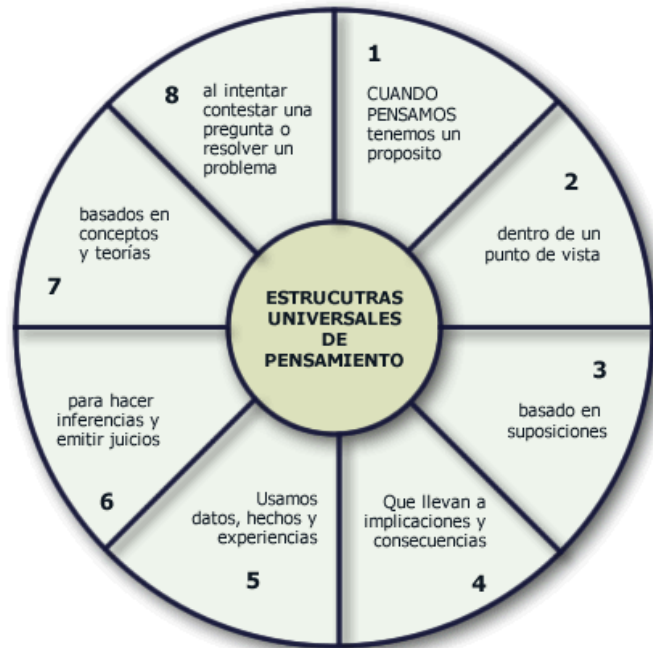 ESTRUCUTRAS
UNIVERSALES
DE
PENSAMIENTO
1
CUANDO
PENSAMOS
tenemos un
proposito
2
dentro de un
punto de vista
3
basado en
suposiciones
Que llevan a
implicaciones y
consecuencias
4
Usamos
datos, hechos y
experiencias
5
para hacer
inferencias y
emitir juicios
6
basados en
conceptos
y teorías
7
8
al intentar
contestar una
pregunta o
resolver un
problema